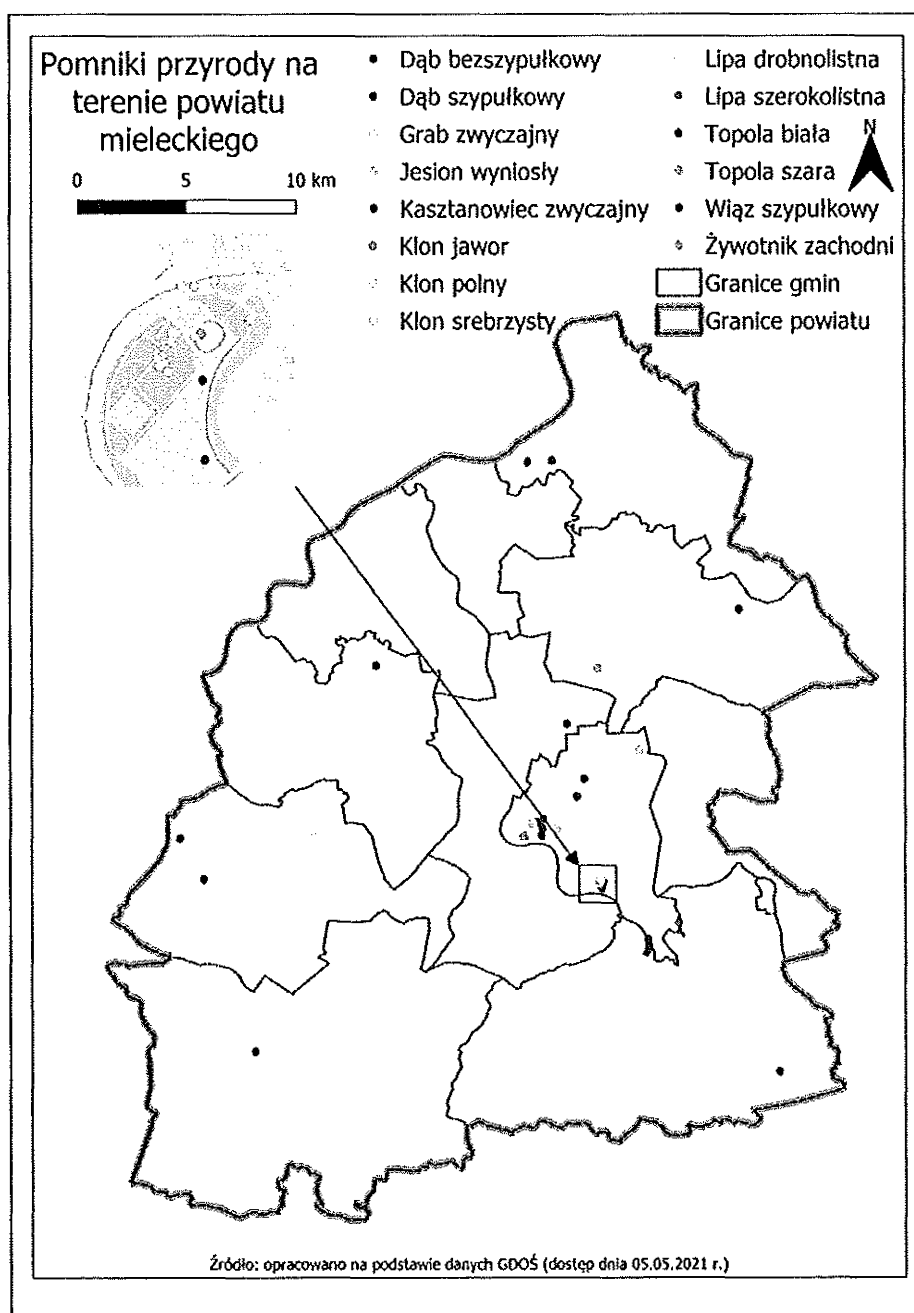 Pomniki przyrody na
terenie powiatu
mieleckiego
0 5 10 km
Dąb bezszypułkowy
Dąb szypułkowy
Grab zwyczajny
Jesion wyniosły
Kasztanowiec zwyczajny
Klon jawor
Klon polny
Klon srebrzysty
Lipa drobnolistna
Lipa szerokolistna
Topola biała
Topola szara
Wiąz szypułkowy
Żywotnik zachodni
Granice gmin
Granice powiatu
N
Źródło: opracowano na podstawie danych GDOŚ (dostęp dnia 05.05.2021 r.)